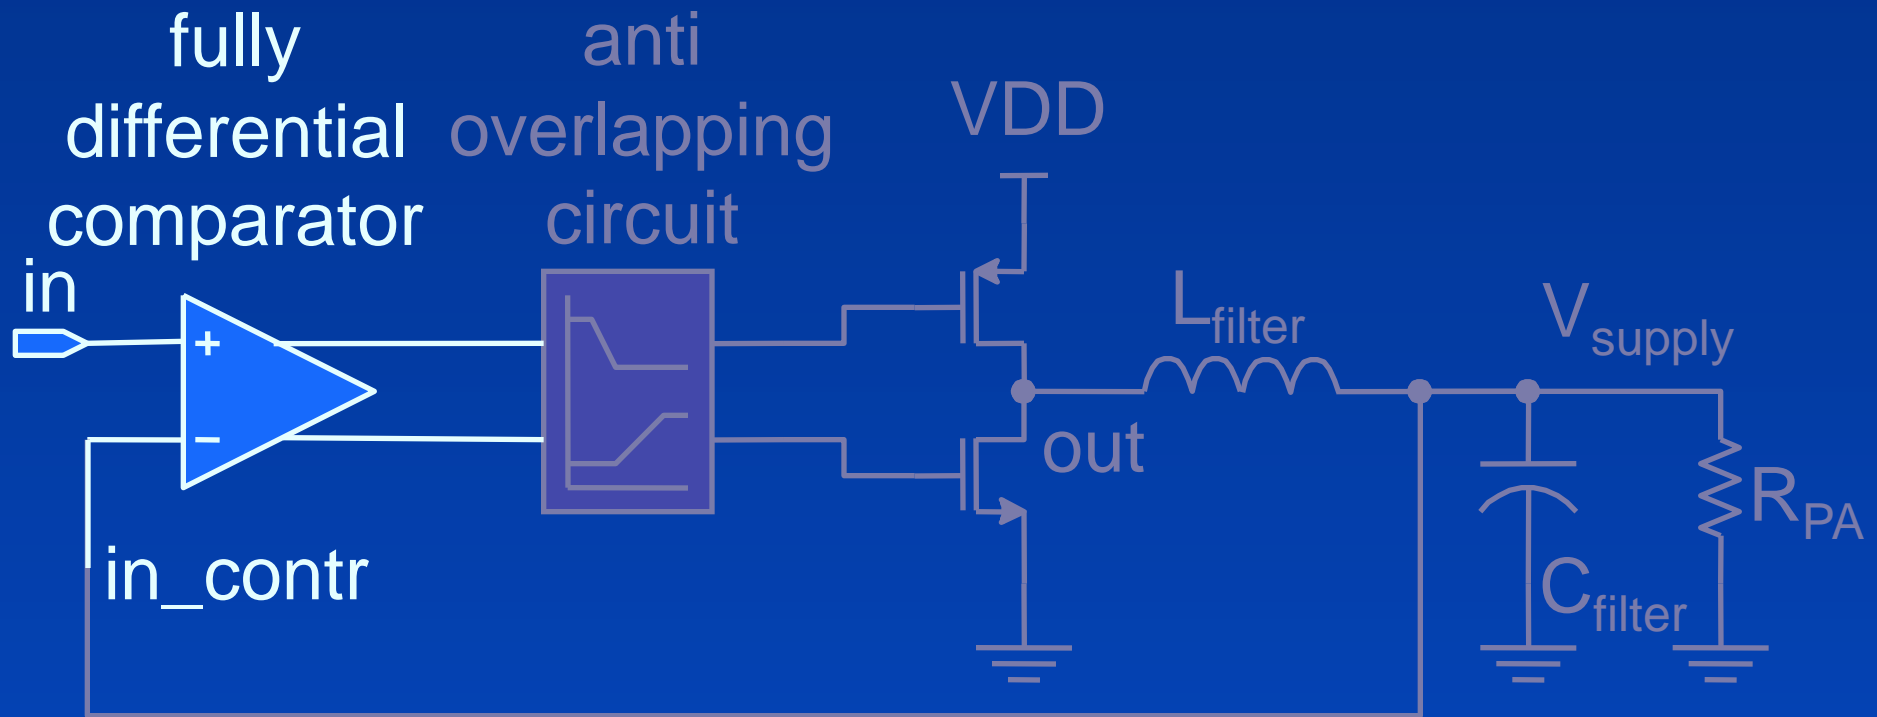 fully
differential
comparator
anti
overlapping
circuit
VDD
in
+
−
in_contr
out
Lfilter
Vsupply
Cfilter
RPA